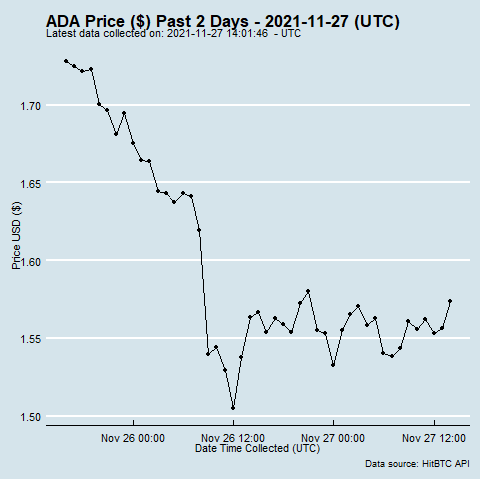 ADA Price ($) Past 2 Days - 2021-11-27 (UTC)
Latest data collected on: 2021-11-27 14:01:46 - UTC
Price USD ($)
1.70
1.65
1.60
1.55
1.50
Nov 26 00:00 Nov 26 12:00 Nov 27 00:00 Nov 27 12:00
Date Time Collected (UTC)
Data source: HitBTC API